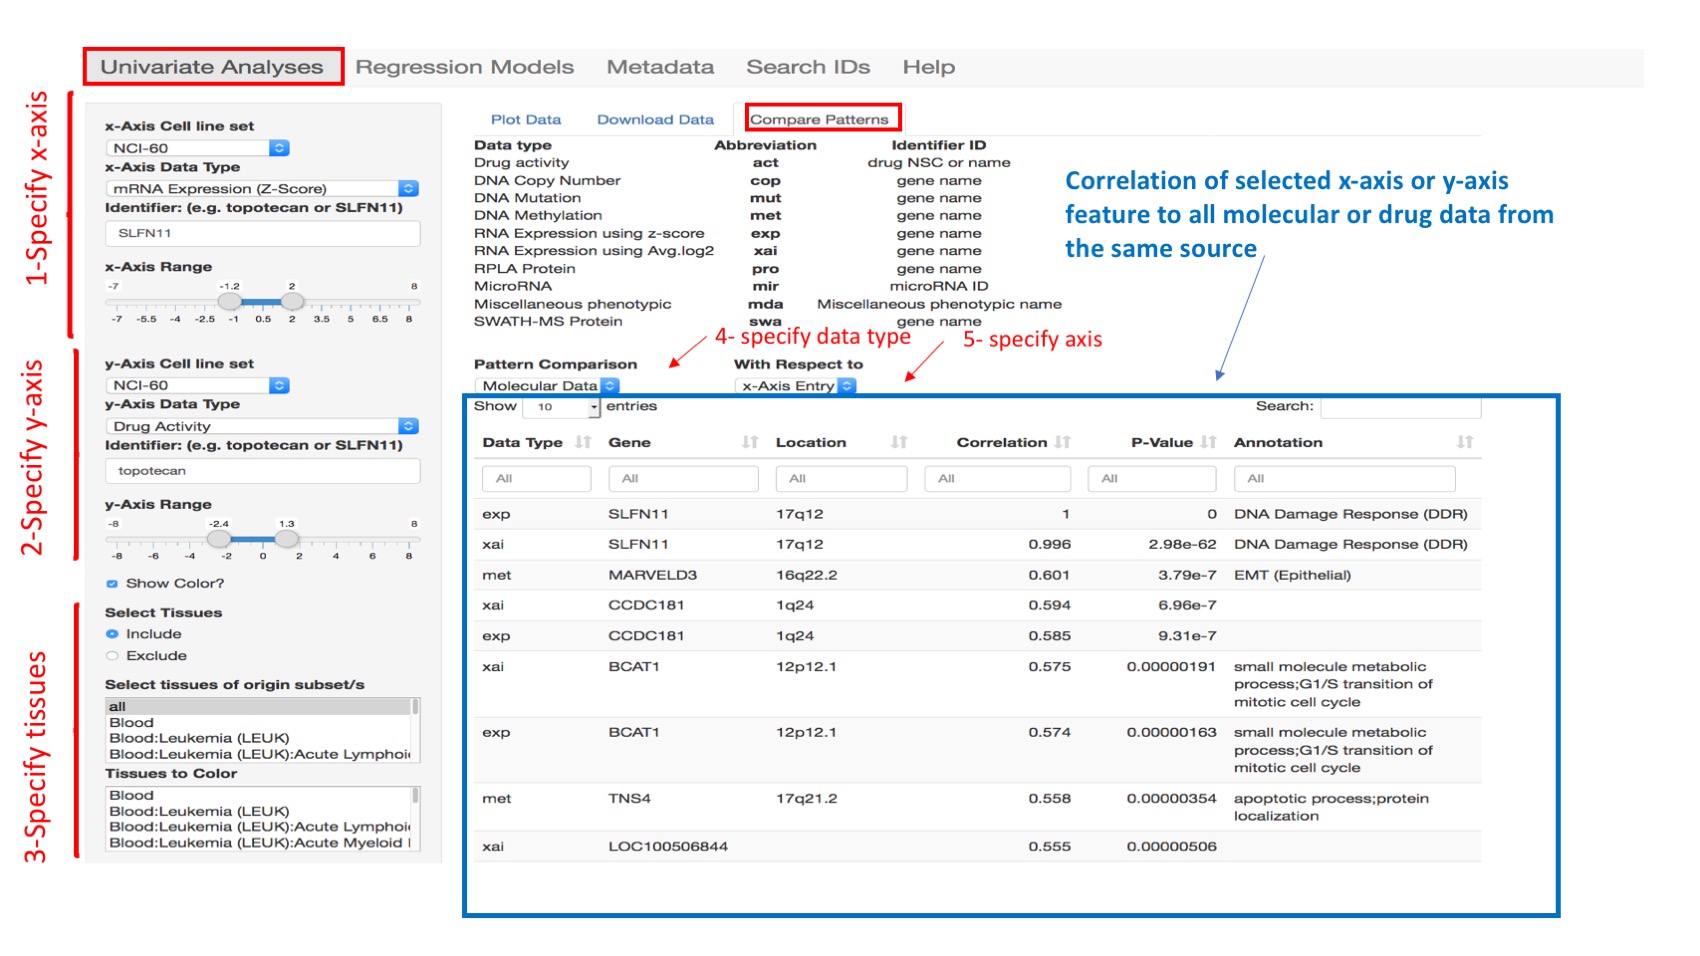 Univariate Analyses Regression Models Metadata Search IDs Help
1-Specify x-axis
x-Axis Cell line set
NCI-60
x-Axis Data Type
mRNA Expression (Z-Score)
Identifier: (e.g. topotecan or SLFN11)
SLFN11
x-Axis Range
-7 -1.2 2 8
-7 -5.5 -4 -2.5 -1 0.5 2 3.5 5 6.5 8
2-Specify y-axis
y-Axis Cell line set
NCI-60
y-Axis Data Type
Drug Activity
Identifier: (e.g. topotecan or SLFN11)
topotecan
y-Axis Range
-8 -2.4 1.3 8
-8 -6 -4 -2 0 2 4 6 8
Show Color?
3-Specify tissues
Select Tissues
Include
Exclude
Select tissues of origin subset/s
all
Blood
Blood:Leukemia (LEUK)
Blood:Leukemia (LEUK):Acute Lymphoi
Tissues to Color
Blood
Blood:Leukemia (LEUK)
Blood:Leukemia (LEUK):Acute Lymphoi
Blood:Leukemia (LEUK):Acute Myeloid
Plot Data Download Data Compare Patterns
Data type Abbreviation Identifier ID
Drug activity act drug NSC or name
DNA Copy Number cop gene name
DNA Mutation mut gene name
DNA Methylation met gene name
RNA Expression using z-score exp gene name
RNA Expression using Avg.log2 xai gene name
RPLA Protein pro gene name
MicroRNA mir microRNA ID
Miscellaneous phenotypic mda Miscellaneous phenotypic name
SWATH-MS Protein swa gene name
Correlation of selected x-axis or y-axis
feature to all molecular or drug data from
the same source
4- specify data type 5- specify axis
Pattern Comparison With Respect to
Molecular Data x-Axis Entry
Show 10 entries Search:
Data Type Gene Location Correlation P-Value Annotation
All All All All All All
exp SLFN11 17q12 1 0 DNA Damage Response (DDR)
xai SLFN11 17q12 0.996 2.98e-62 DNA Damage Response (DDR)
met MARVELD3 16q22.2 0.601 3.79e-7 EMT (Epithelial)
xai CCDC181 1q24 0.594 6.96e-7
exp CCDC181 1q24 0.585 9.31e-7
xai BCAT1 12p12.1 0.575 0.00000191 small molecule metabolic
process;G1/S transition of
mitotic cell cycle
exp BCAT1 12p12.1 0.574 0.00000163 small molecule metabolic
process;G1/S transition of
mitotic cell cycle
met TNS4 17q21.2 0.558 0.00000354 apoptotic process;protein
localization
xai LOC100506844 0.555 0.00000506